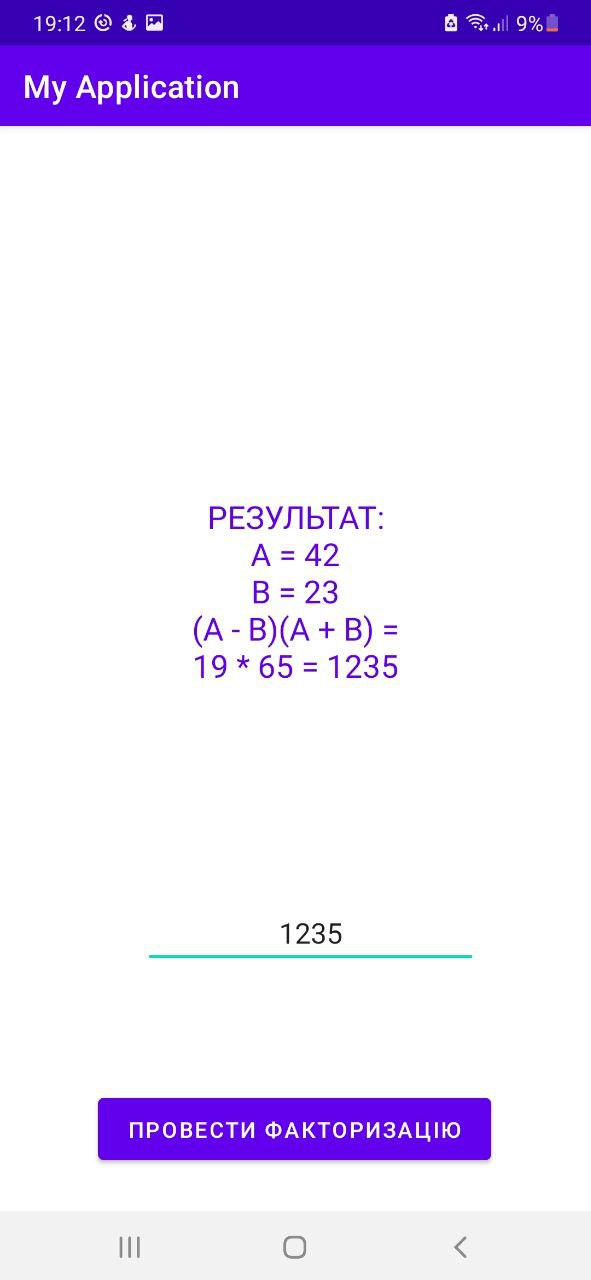 19:12 9%
My Application
РЕЗУЛЬТАТ:
A = 42
B = 23
(A - B)(A + B) =
19 * 65 = 1235
1235
ПРОВЕСТИ ФАКТОРИЗАЦІЮ